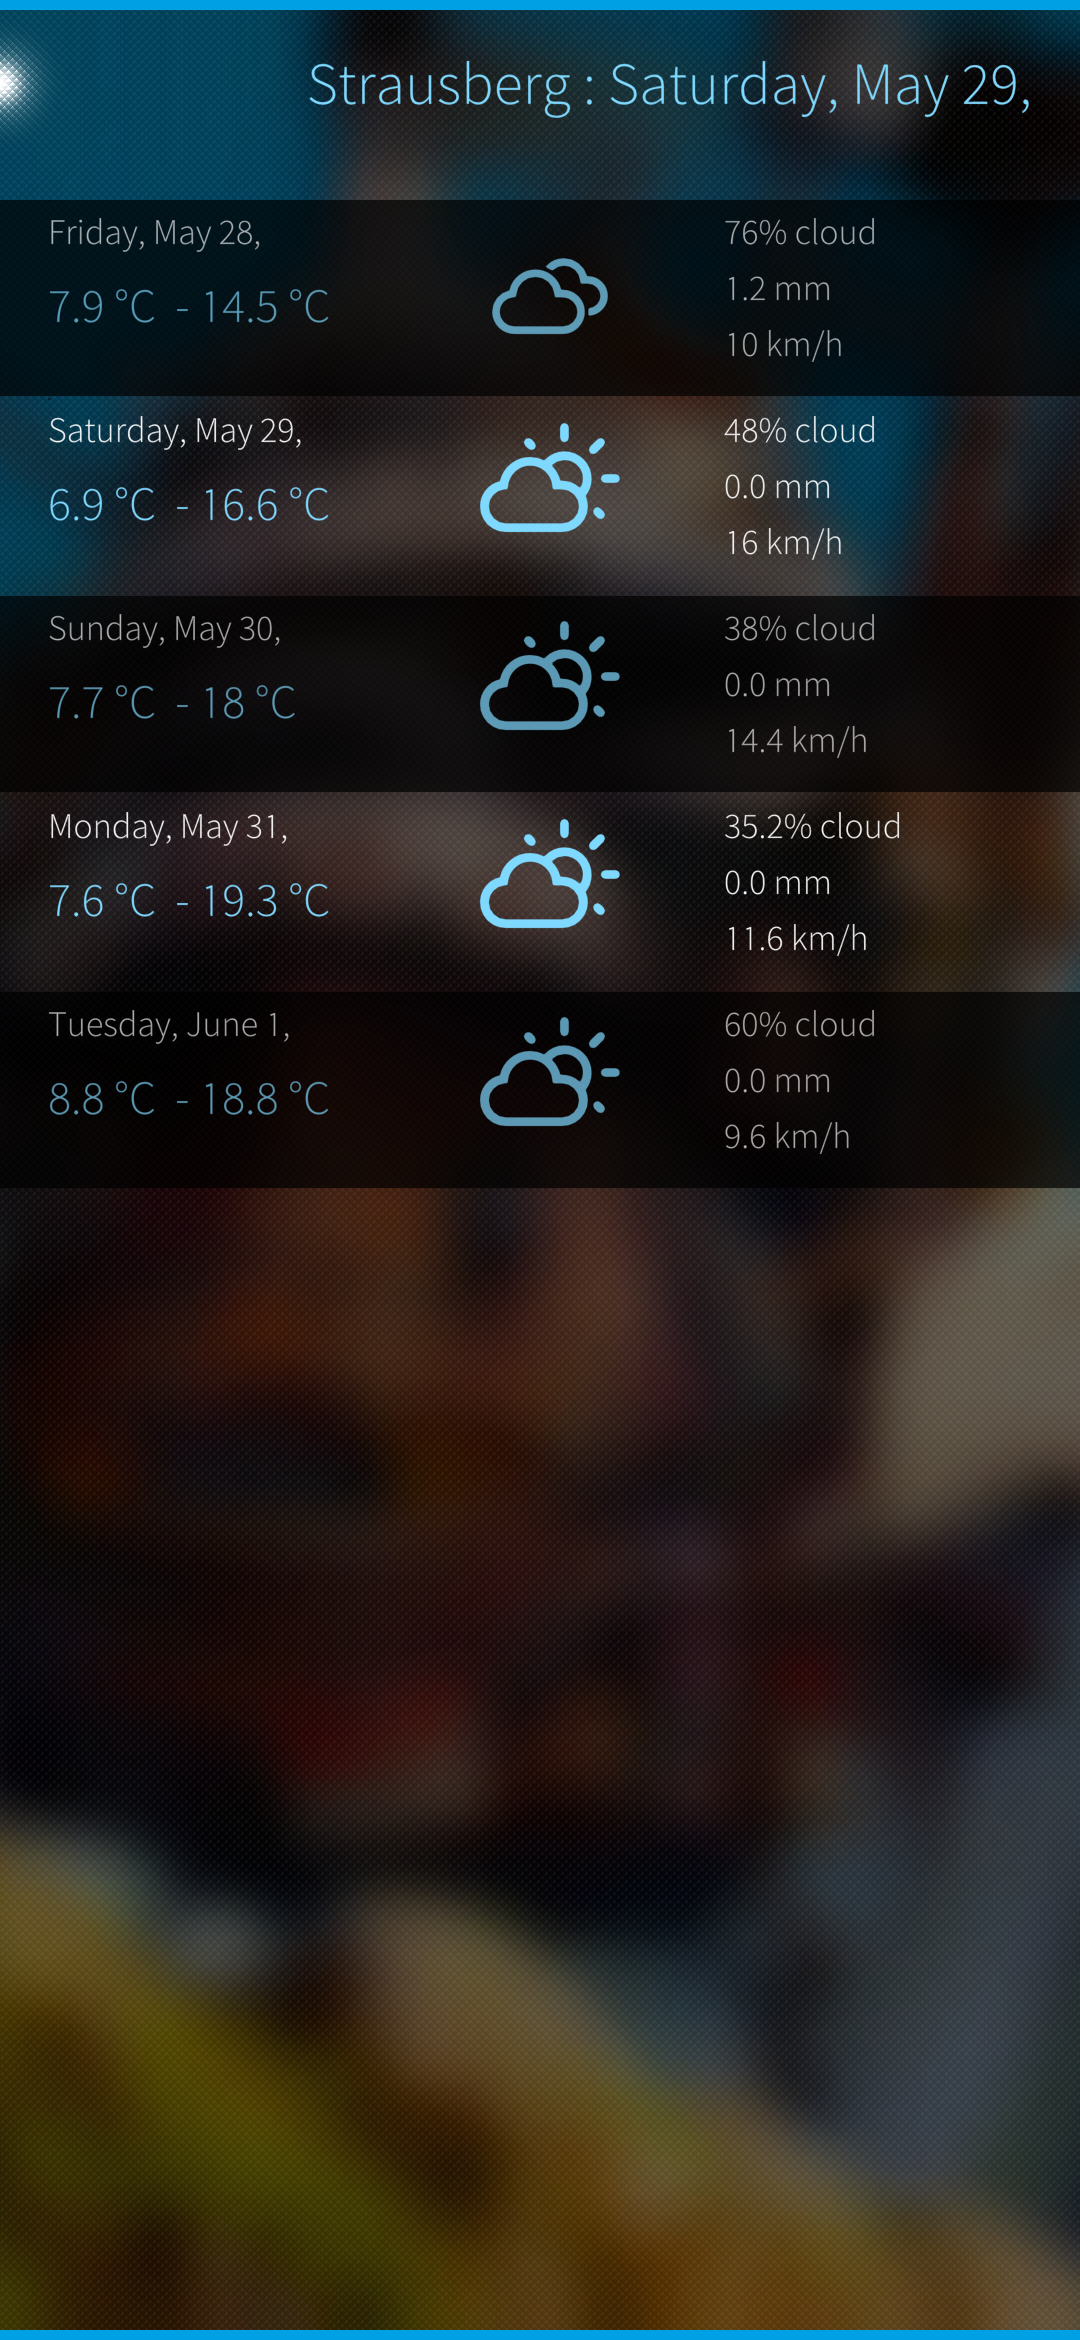 Strausberg : Saturday, May 29,
Friday, May 28,
7.9 °C - 14.5 °C
76% cloud
1.2 mm
10 km/h
Saturday, May 29,
6.9 °C - 16.6 °C
48% cloud
0.0 mm
16 km/h
Sunday, May 30,
7.7 °C - 18 °C
38% cloud
0.0 mm
14.4 km/h
Monday, May 31,
7.6 °C - 19.3 °C
35.2% cloud
0.0 mm
11.6 km/h
Tuesday, June 1,
8.8 °C - 18.8 °C
60% cloud
0.0 mm
9.6 km/h